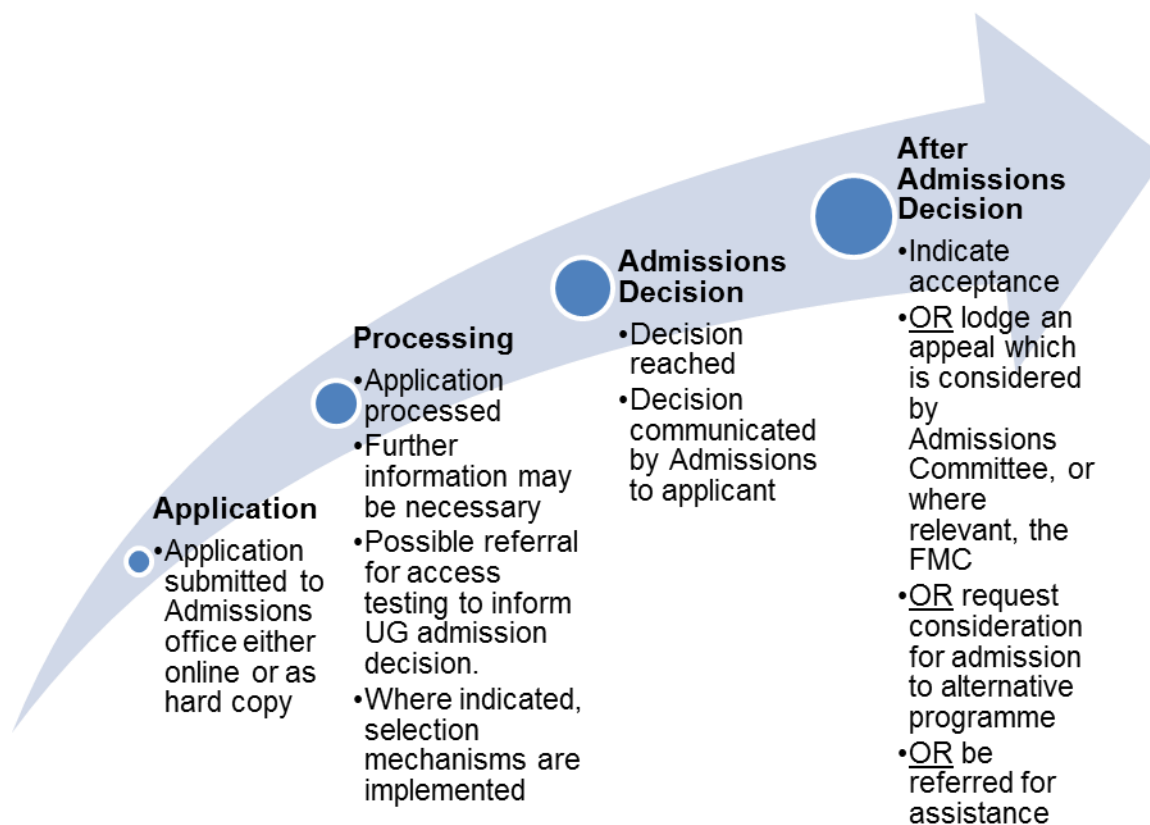 Application
•Application
submitted to
Admissions
office either
online or as
hard copy
Processing
•Application
processed
•Further
information may
be necessary
•Possible referral
for access
testing to inform
UG admission
decision.
•Where indicated,
selection
mechanisms are
implemented
Admissions
Decision
•Decision
reached
•Decision
communicated
by Admissions
to applicant
After
Admissions
Decision
•Indicate
acceptance
•OR lodge an
appeal which
is considered
by
Admissions
Committee, or
where
relevant, the
FMC
•OR request
consideration
for admission
to alternative
programme
•OR be
referred for
assistance